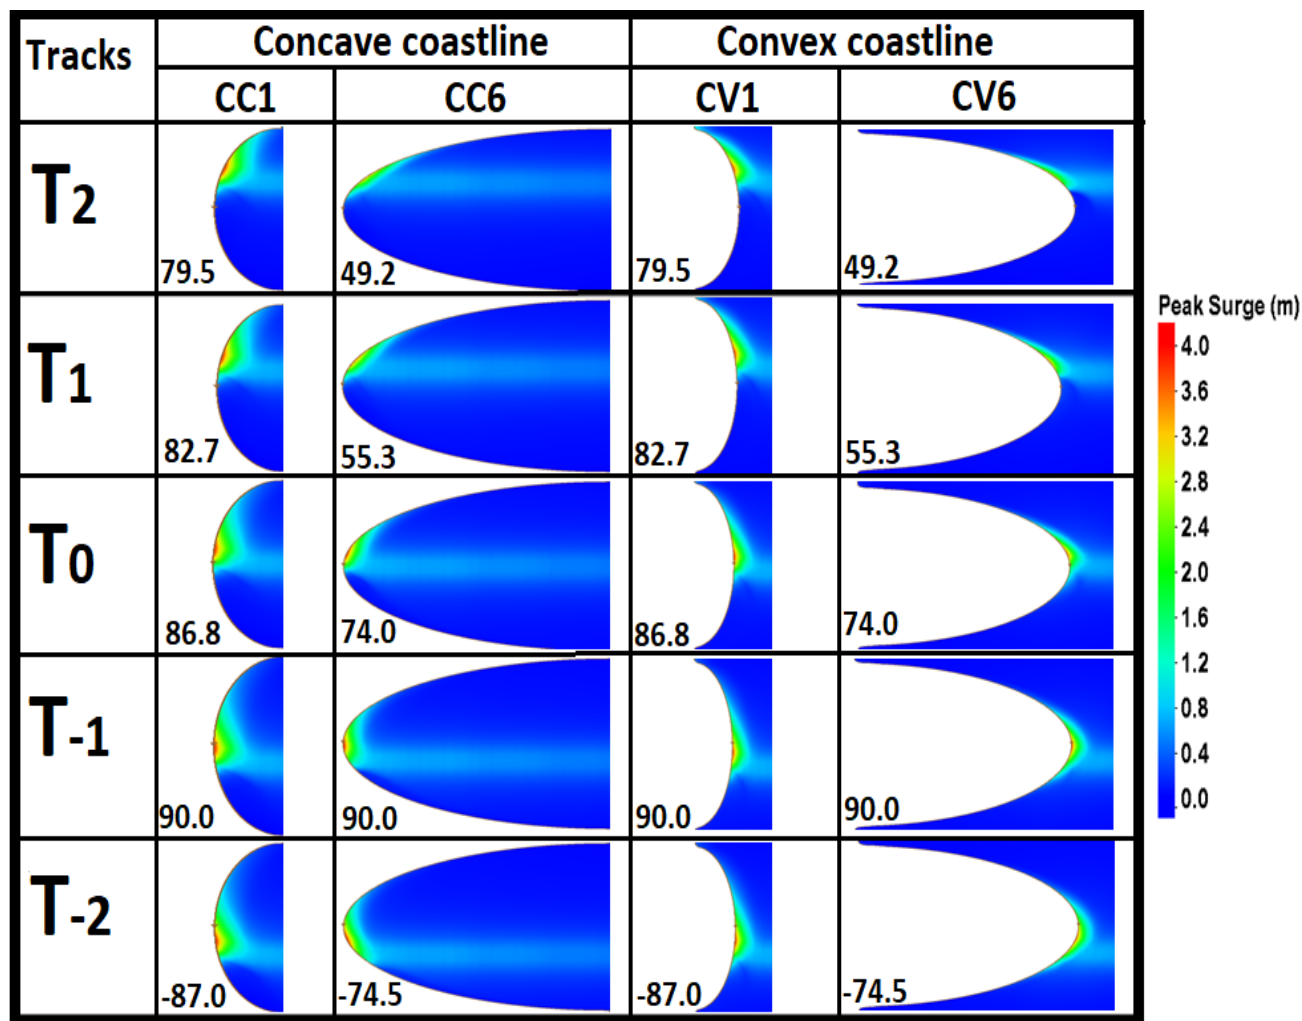 Tracks
Concave coastline
Convex coastline
CC1
CC6
CV1
CV6
T2
79.5
49.2
79.5
49.2
T1
82.7
55.3
82.7
55.3
T0
86.8
74.0
86.8
74.0
T-1
90.0
90.0
90.0
90.0
T-2
-87.0
-74.5
-87.0
-74.5
Peak Surge (m)
4.0
3.6
3.2
2.8
2.4
2.0
1.6
1.2
0.8
0.4
0.0